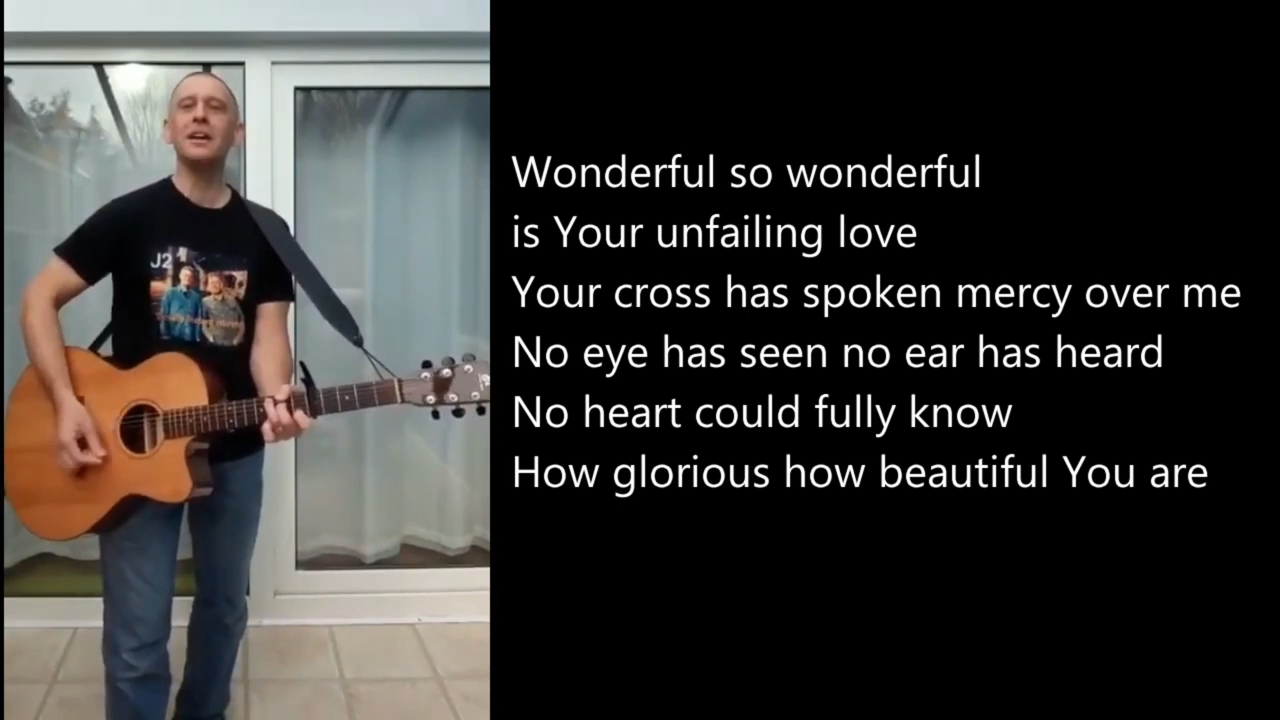 J2
Wonderful so wonderful
is Your unfailing love
Your cross has spoken mercy over me
No eye has seen no ear has heard
No heart could fully know
How glorious how beautiful You are